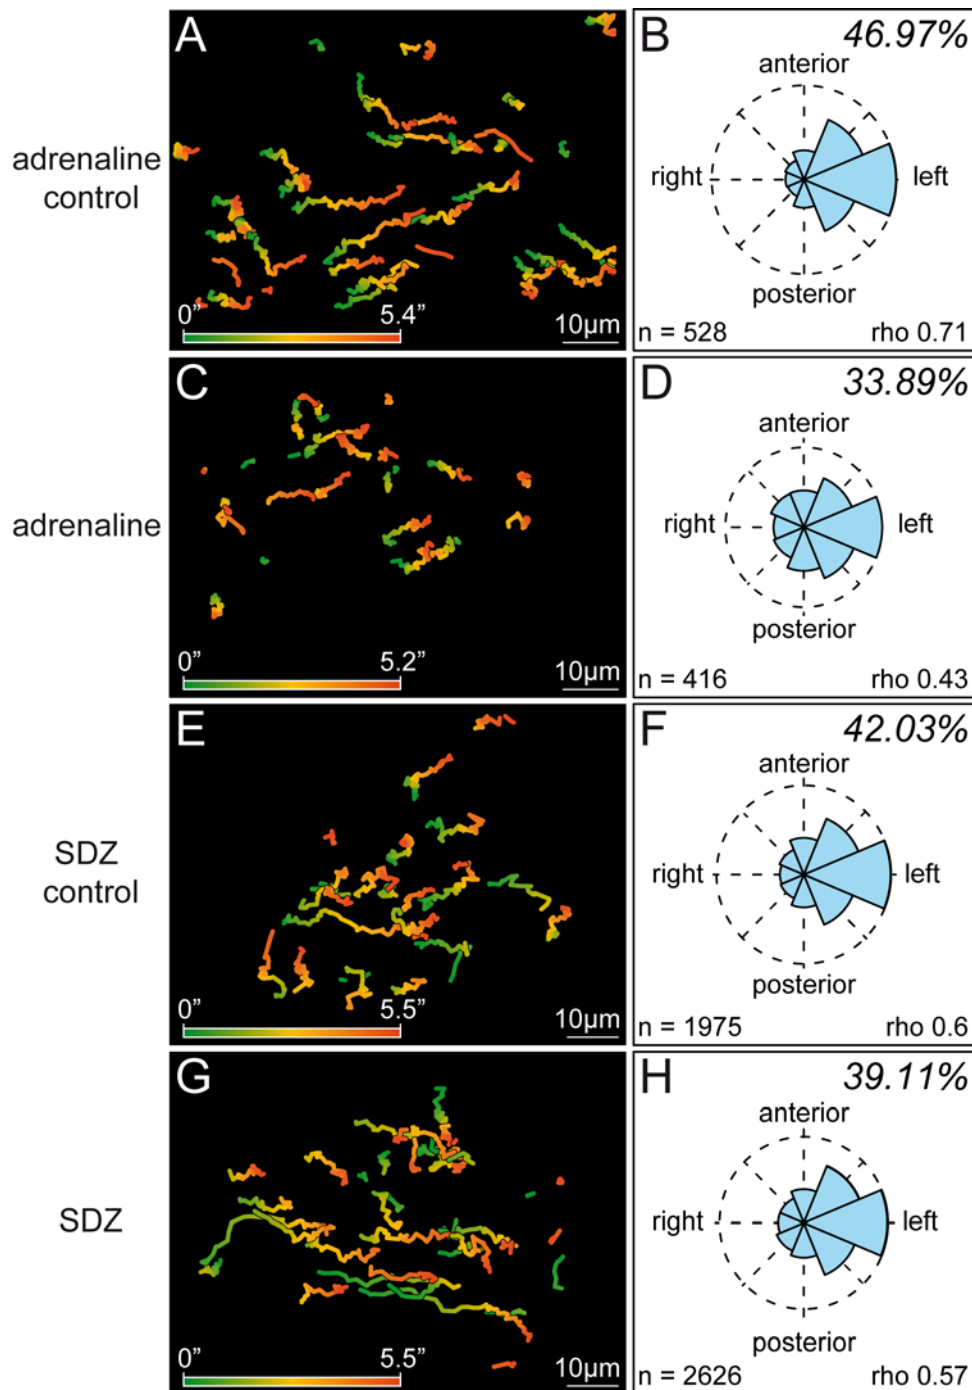 adrenaline
control
A
0”
5.4”
10µm
B
46.97%
anterior
right
left
posterior
n = 528
rho 0.71
adrenaline
C
0”
5.2”
10µm
D
33.89%
anterior
right
left
posterior
n = 416
rho 0.43
SDZ
control
E
0”
5.5”
10µm
F
42.03%
anterior
right
left
posterior
n = 1975
rho 0.6
SDZ
G
0”
5.5”
10µm
H
39.11%
anterior
right
left
posterior
n = 2626
rho 0.57